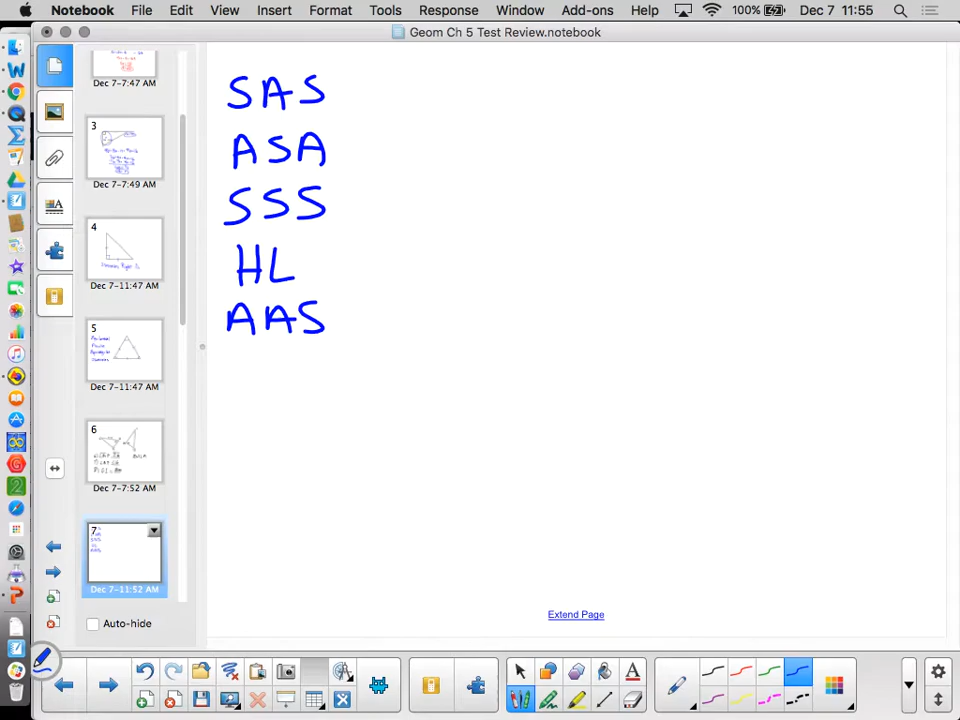 Notebook File Edit View Insert Format Tools Response Window Add-ons Help 100% Dec 7 11:55
Geom Ch 5 Test Review.notebook
Dec 7-7:47 AM
3
Dec 7-7:49 AM
4
Dec 7-11:47 AM
5
Dec 7-11:47 AM
6
Dec 7-7:52 AM
7
Dec 7-11:52 AM
Auto-hide
SAS
ASA
SSS
HL
AAS
Extend Page